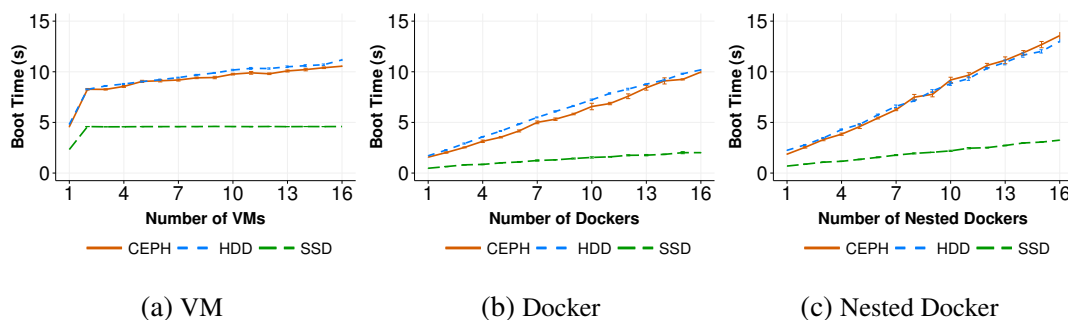 Boot Time (s)
15
10
5
0
1 4 7 10 13 16
Number of VMs
CEPH HDD SSD
(a) VM
Boot Time (s)
15
10
5
0
1 4 7 10 13 16
Number of Dockers
CEPH HDD SSD
(b) Docker
Boot Time (s)
15
10
5
0
1 4 7 10 13 16
Number of Nested Dockers
CEPH HDD SSD
(c) Nested Docker